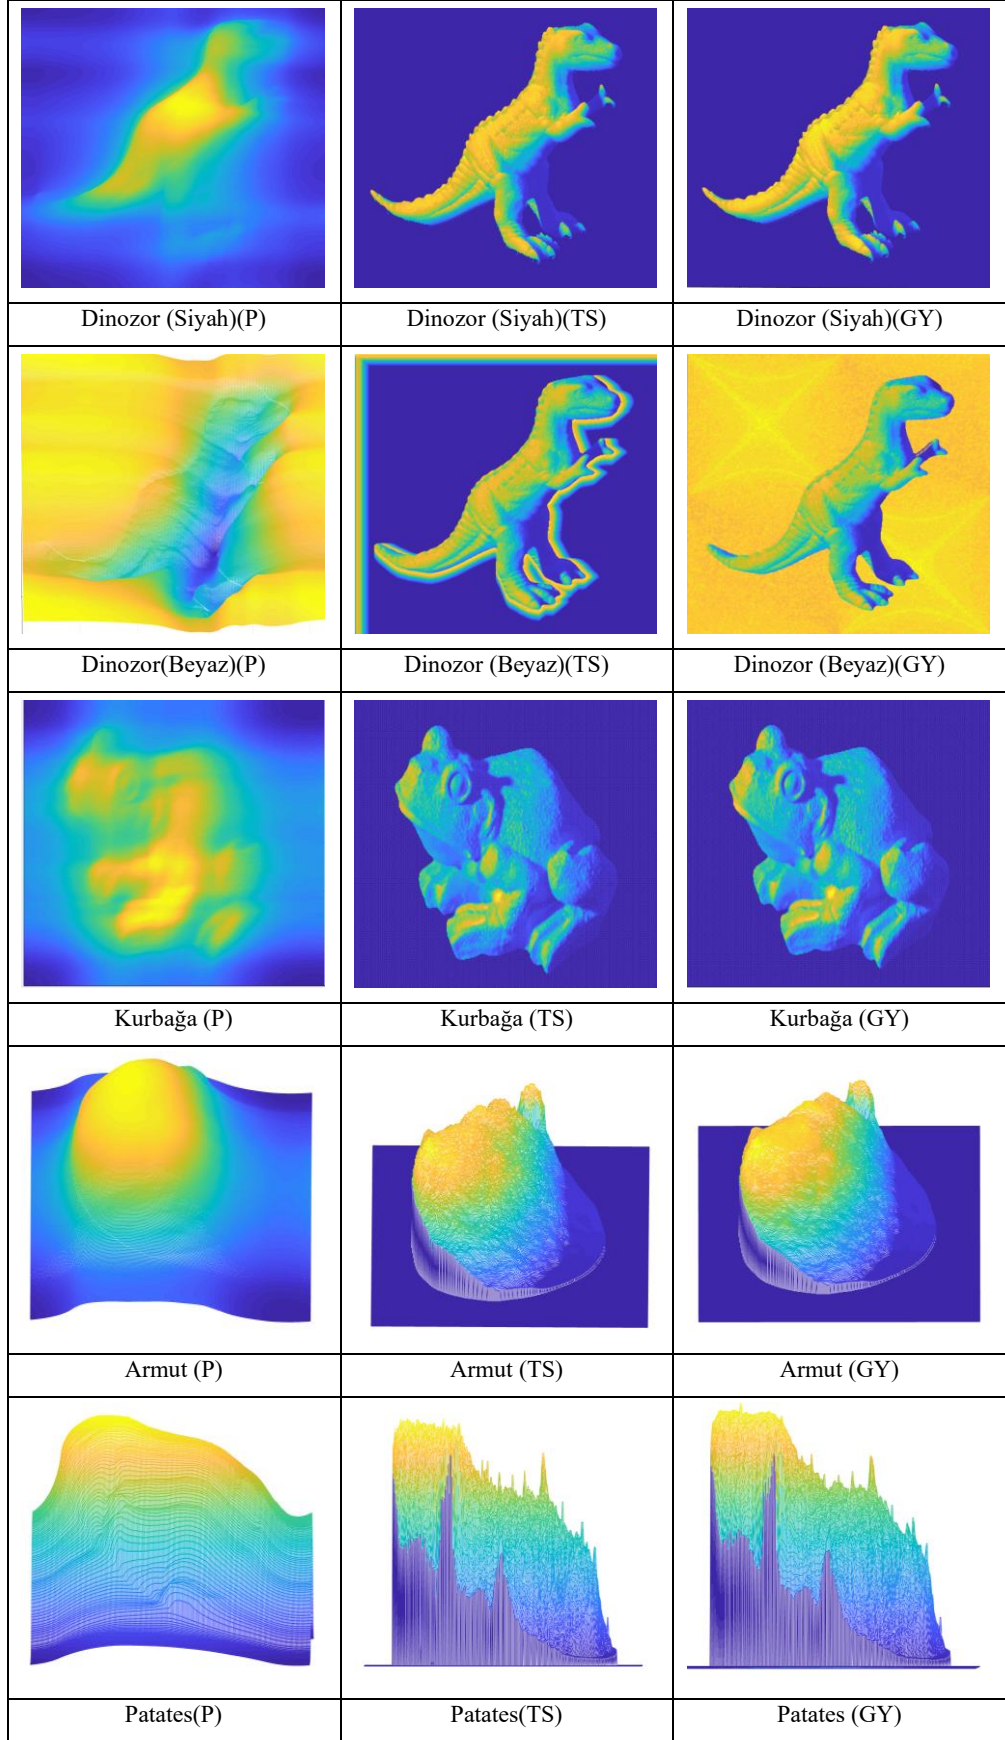 Dinozor (Siyah)(P)
Dinozor (Siyah)(TS)
Dinozor (Siyah)(GY)
Dinozor(Beyaz)(P)
Dinozor (Beyaz)(TS)
Dinozor (Beyaz)(GY)
Kurbağa (P)
Kurbağa (TS)
Kurbağa (GY)
Armut (P)
Armut (TS)
Armut (GY)
Patates(P)
Patates(TS)
Patates (GY)